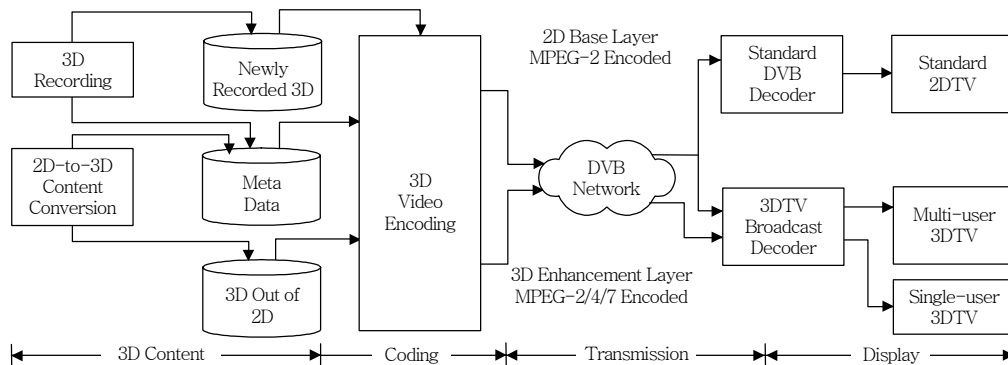 3D
Recording
Newly
Recorded 3D
2D-to-3D
Content
Conversion
Meta
Data
3D Out of
2D
3D
Video
Encoding
2D Base Layer
MPEG-2 Encoded
DVB
Network
3D Enhancement Layer
MPEG-2/4/7 Encoded
Standard
DVB
Decoder
Standard
2DTV
3DTV
Broadcast
Decoder
Multi-user
3DTV
Single-user
3DTV
3D Content
Coding
Transmission
Display